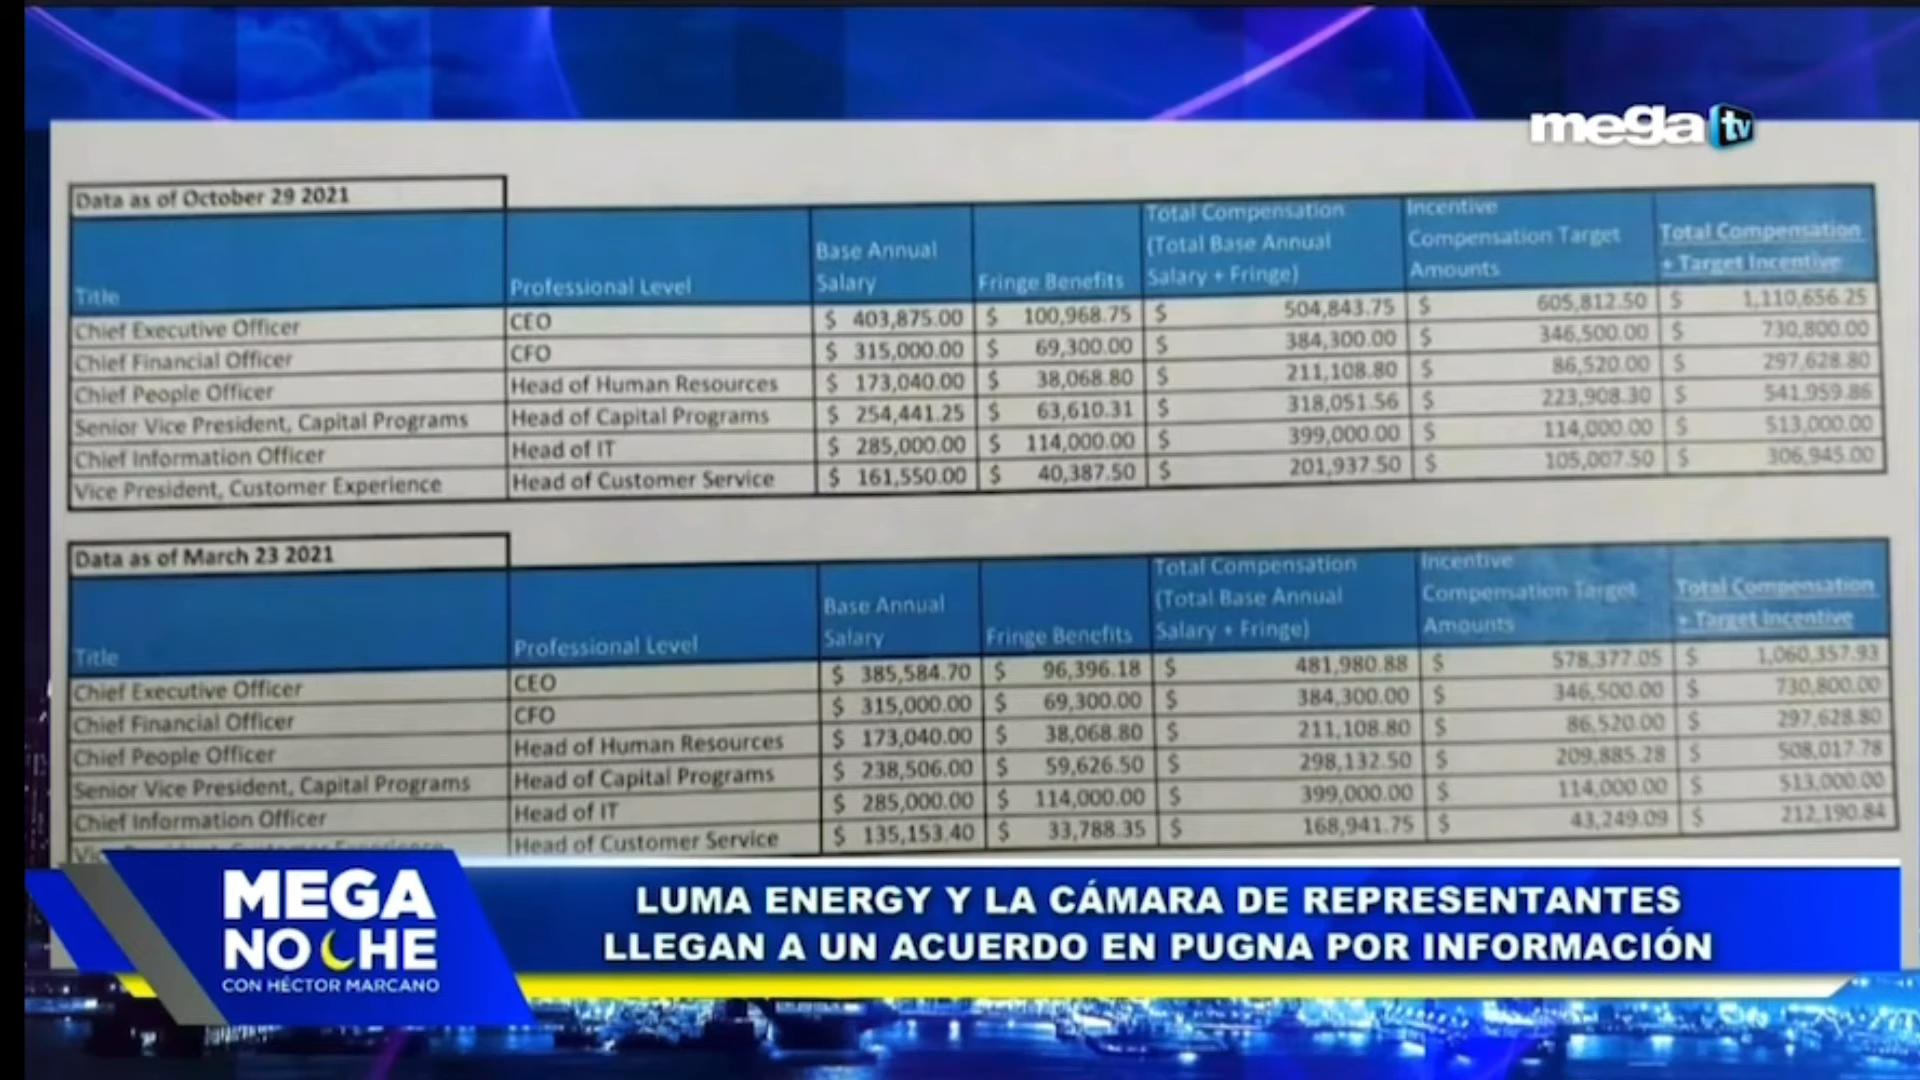 mega tv
Data as of October 29 2021
Title Professional Level Base Annual Salary Fringe Benefits Total Compensation (Total Base Annual Salary + Fringe) Incentive Compensation Target Amounts Total Compensation + Target Incentive
Chief Executive Officer CEO $ 403,875.00 $ 100,968.75 $ 504,843.75 $ 605,812.50 $ 1,110,656.25
Chief Financial Officer CFO $ 315,000.00 $ 69,300.00 $ 384,300.00 $ 346,500.00 $ 730,800.00
Chief People Officer Head of Human Resources $ 173,040.00 $ 38,068.80 $ 211,108.80 $ 86,520.00 $ 297,628.80
Senior Vice President, Capital Programs Head of Capital Programs $ 254,441.25 $ 63,610.31 $ 318,051.56 $ 223,908.30 $ 541,959.86
Chief Information Officer Head of IT $ 285,000.00 $ 114,000.00 $ 399,000.00 $ 114,000.00 $ 513,000.00
Vice President, Customer Experience Head of Customer Service $ 161,550.00 $ 40,387.50 $ 201,937.50 $ 105,007.50 $ 306,945.00
Data as of March 23 2021
Title Professional Level Base Annual Salary Fringe Benefits Total Compensation (Total Base Annual Salary + Fringe) Incentive Compensation Target Amounts Total Compensation + Target Incentive
Chief Executive Officer CEO $ 385,584.70 $ 96,396.18 $ 481,980.88 $ 578,377.05 $ 1,060,357.93
Chief Financial Officer CFO $ 315,000.00 $ 69,300.00 $ 384,300.00 $ 346,500.00 $ 730,800.00
Chief People Officer Head of Human Resources $ 173,040.00 $ 38,068.80 $ 211,108.80 $ 86,520.00 $ 297,628.80
Senior Vice President, Capital Programs Head of Capital Programs $ 238,506.00 $ 59,626.50 $ 298,132.50 $ 209,885.28 $ 508,017.78
Chief Information Officer Head of IT $ 285,000.00 $ 114,000.00 $ 399,000.00 $ 114,000.00 $ 513,000.00
Head of Customer Service $ 135,153.40 $ 33,788.35 $ 168,941.75 $ 43,249.09 $ 212,190.84
MEGA
NOCHE
CON HÉCTOR MARCANO
LUMA ENERGY Y LA CÁMARA DE REPRESENTANTES
LLEGAN A UN ACUERDO EN PUGNA POR INFORMACIÓN